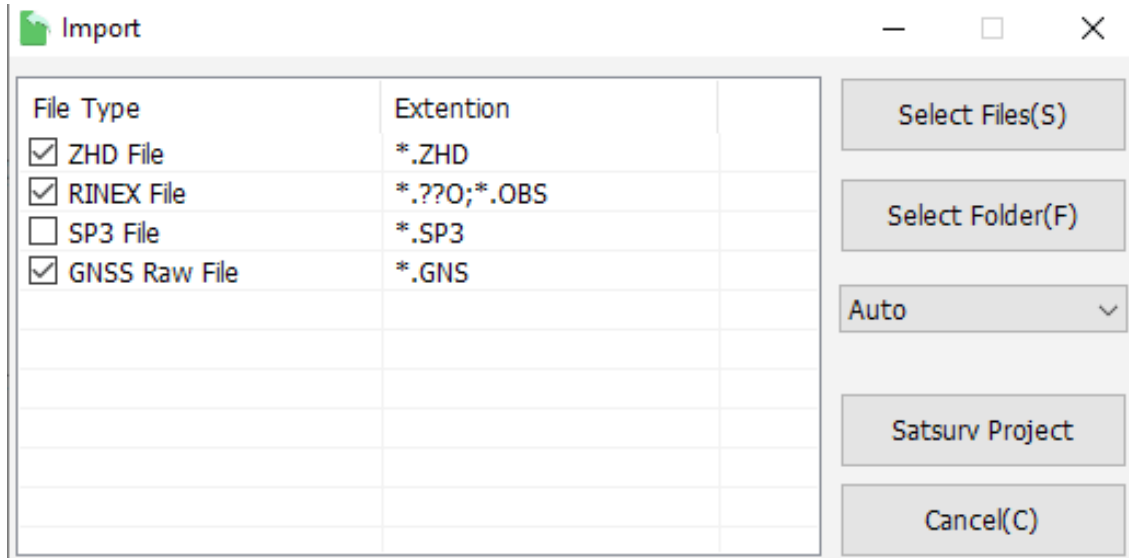 Import
File Type Extention
ZHD File *.ZHD
RINEX File *.??O;*.OBS
SP3 File *.SP3
GNSS Raw File *.GNS
Select Files(S)
Select Folder(F)
Auto
Satsurv Project
Cancel(C)